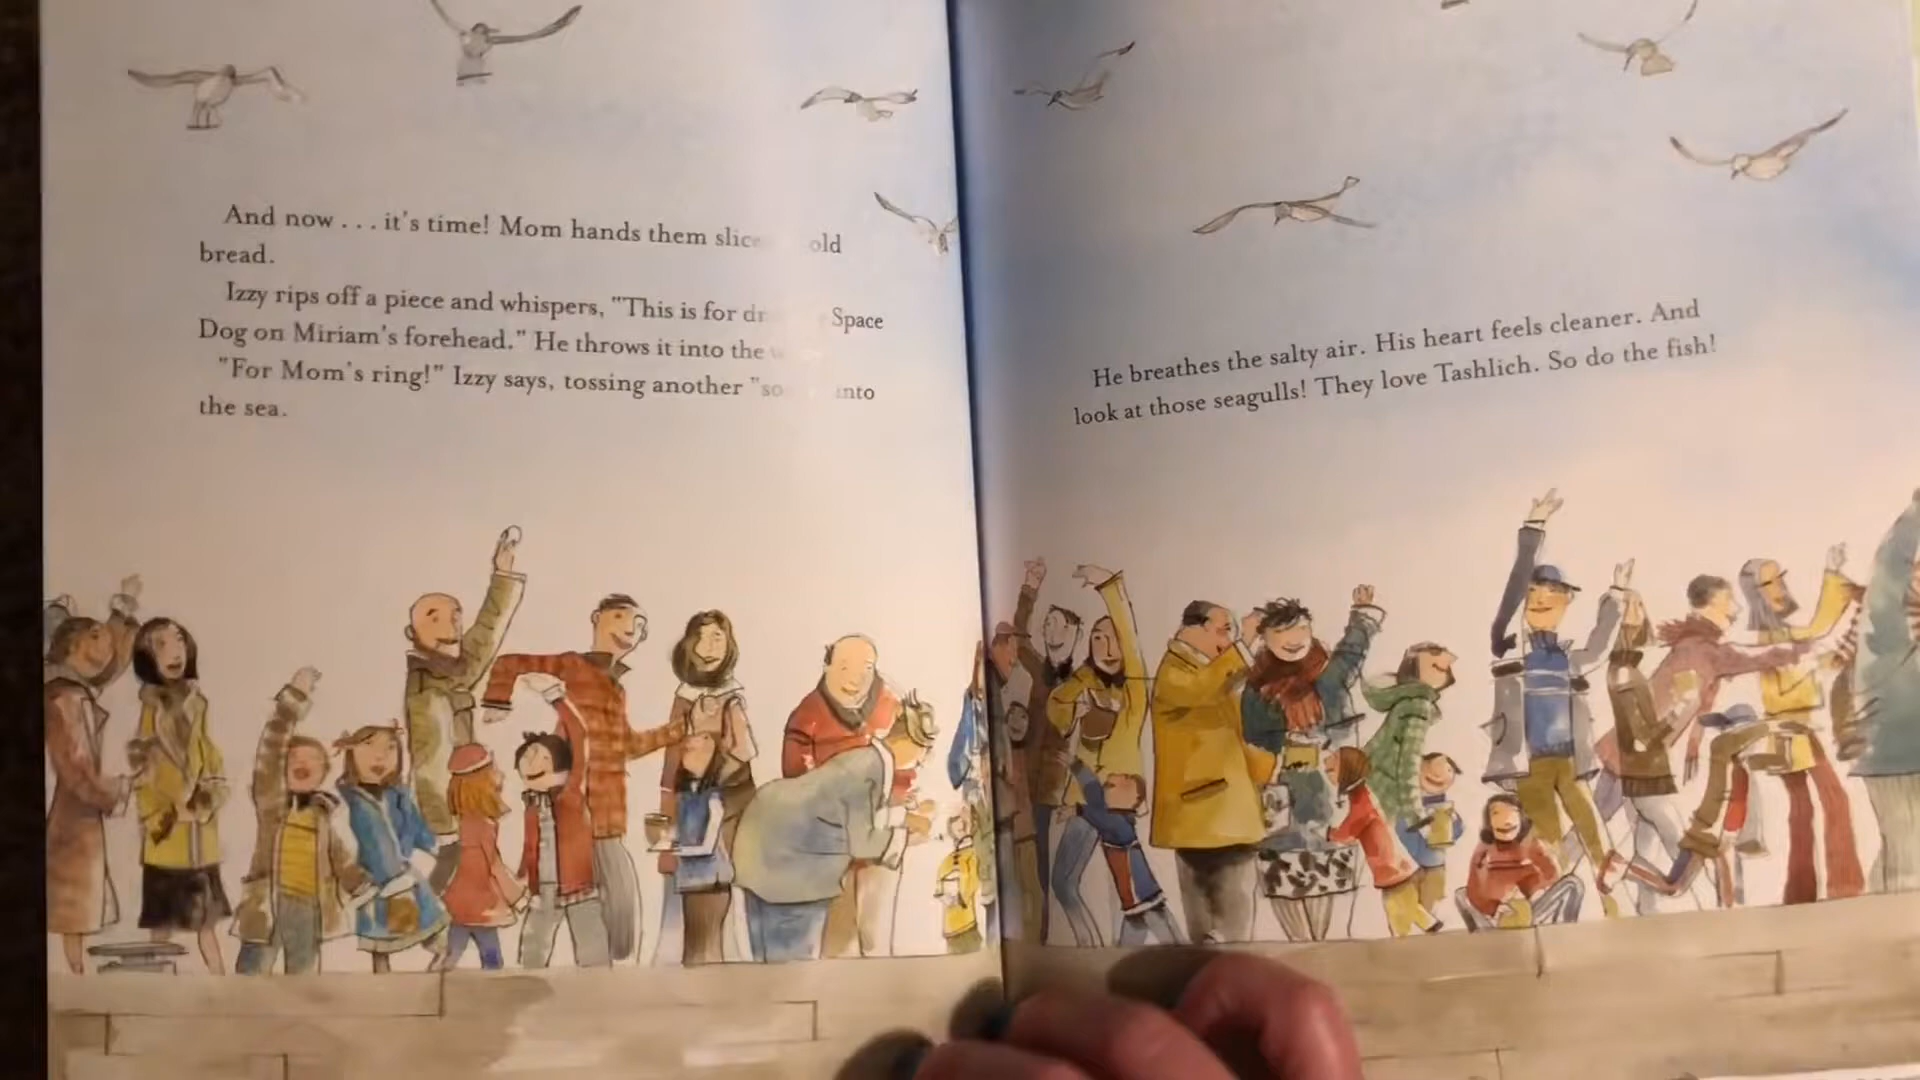 And now . . . it's time! Mom hands them slice old
bread.
Izzy rips off a piece and whispers, "This is for dr Space
Dog on Miriam's forehead." He throws it into the
"For Mom's ring!" Izzy says, tossing another "so into
the sea.
He breathes the salty air. His heart feels cleaner. And
look at those seagulls! They love Tashlich. So do the fish!